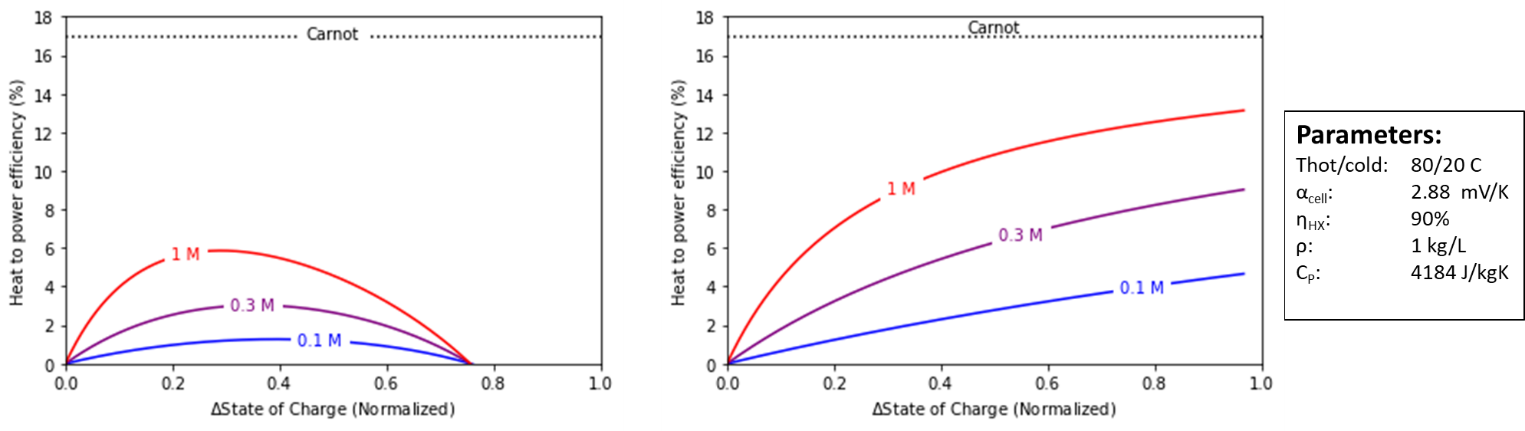 Heat to power efficiency (%)
18
16
14
12
10
8
6
4
2
0
Carnot
1 M
0.3 M
0.1 M
0.0
0.2
0.4
0.6
0.8
1.0
ΔState of Charge (Normalized)
Heat to power efficiency (%)
18
16
14
12
10
8
6
4
2
0
Carnot
1 M
0.3 M
0.1 M
0.0
0.2
0.4
0.6
0.8
1.0
ΔState of Charge (Normalized)
Parameters:
Thot/cold: 80/20 C
αcell: 2.88 mV/K
ηHX: 90%
ρ: 1 kg/L
CP: 4184 J/kgK